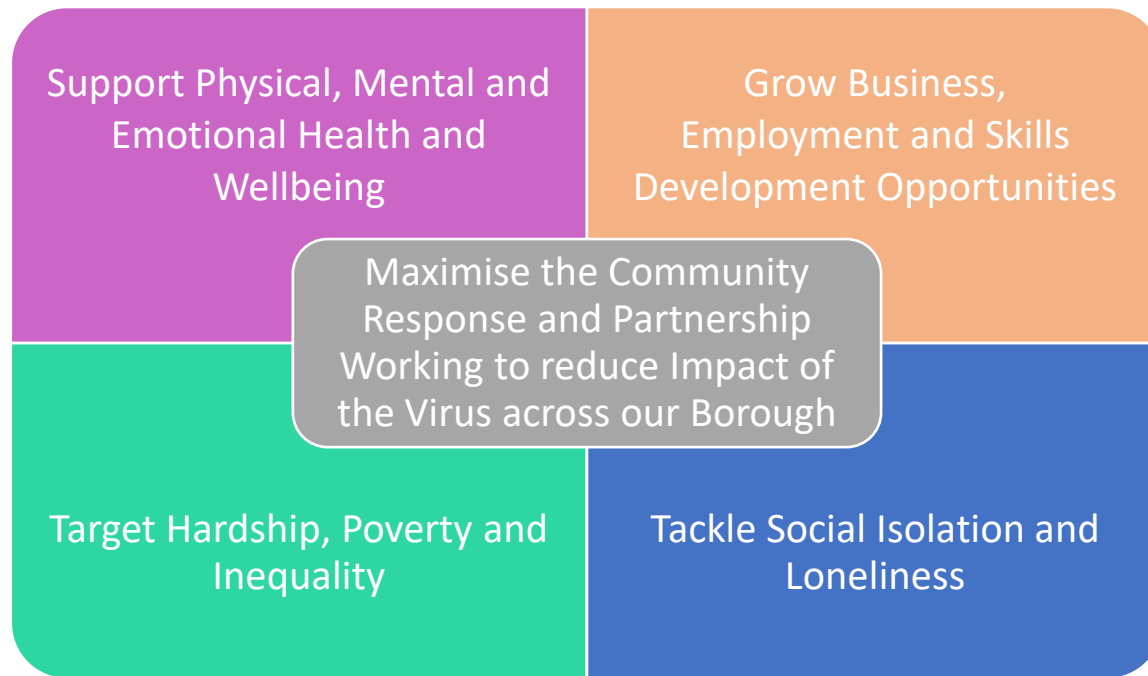 Support Physical, Mental and
Emotional Health and
Wellbeing
Grow Business,
Employment and Skills
Development Opportunities
Maximise the Community
Response and Partnership
Working to reduce Impact of
the Virus across our Borough
Target Hardship, Poverty and
Inequality
Tackle Social Isolation and
Loneliness